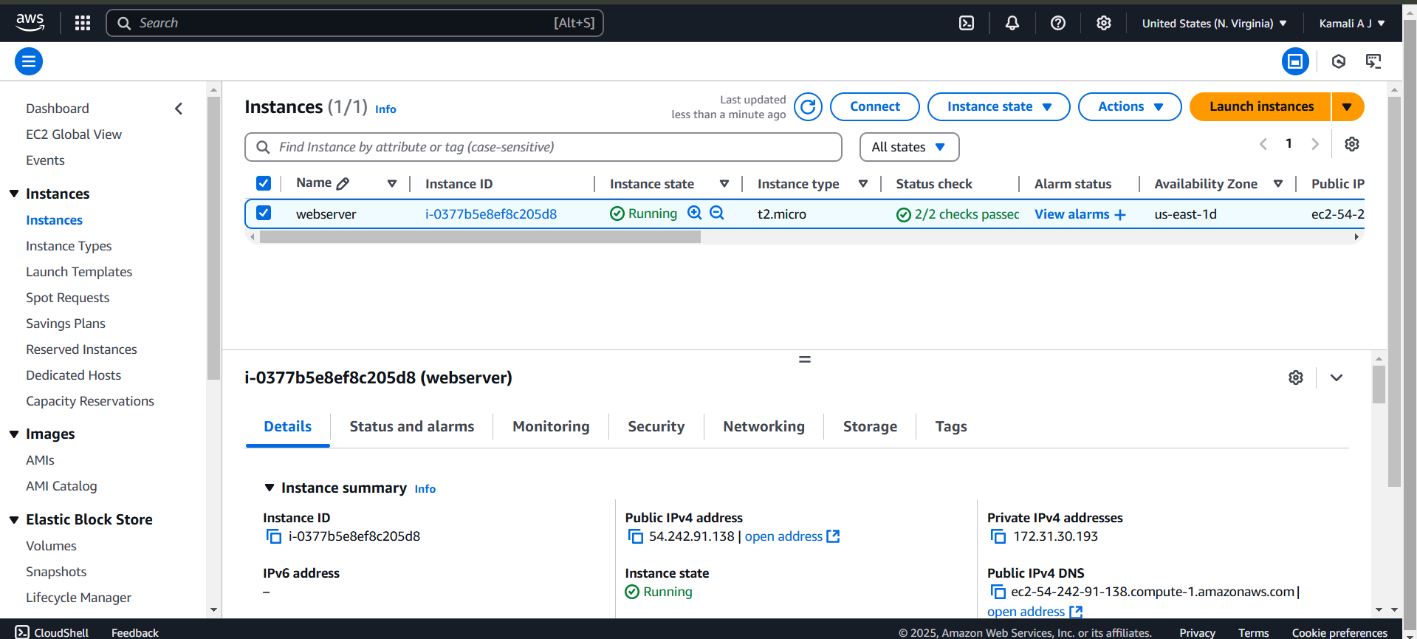 aws Search [Alt+S] United States (N. Virginia) Kamali A J
Dashboard
EC2 Global View
Events
Instances
Instances
Instance Types
Launch Templates
Spot Requests
Savings Plans
Reserved Instances
Dedicated Hosts
Capacity Reservations
Images
AMIs
AMI Catalog
Elastic Block Store
Volumes
Snapshots
Lifecycle Manager
Instances (1/1) Info
Last updated
less than a minute ago
Connect Instance state Actions Launch instances
Find Instance by attribute or tag (case-sensitive) All states 1
Name Instance ID Instance state Instance type Status check Alarm status Availability Zone Public IP
webserver i-0377b5e8ef8c205d8 Running t2.micro 2/2 checks passec View alarms + us-east-1d ec2-54-2
i-0377b5e8ef8c205d8 (webserver)
Details Status and alarms Monitoring Security Networking Storage Tags
Instance summary Info
Instance ID
i-0377b5e8ef8c205d8
IPv6 address
–
Public IPv4 address
54.242.91.138 | open address
Instance state
Running
Private IPv4 addresses
172.31.30.193
Public IPv4 DNS
ec2-54-242-91-138.compute-1.amazonaws.com |
open address
CloudShell Feedback © 2025, Amazon Web Services, Inc. or its affiliates. Privacy Terms Cookie preferences